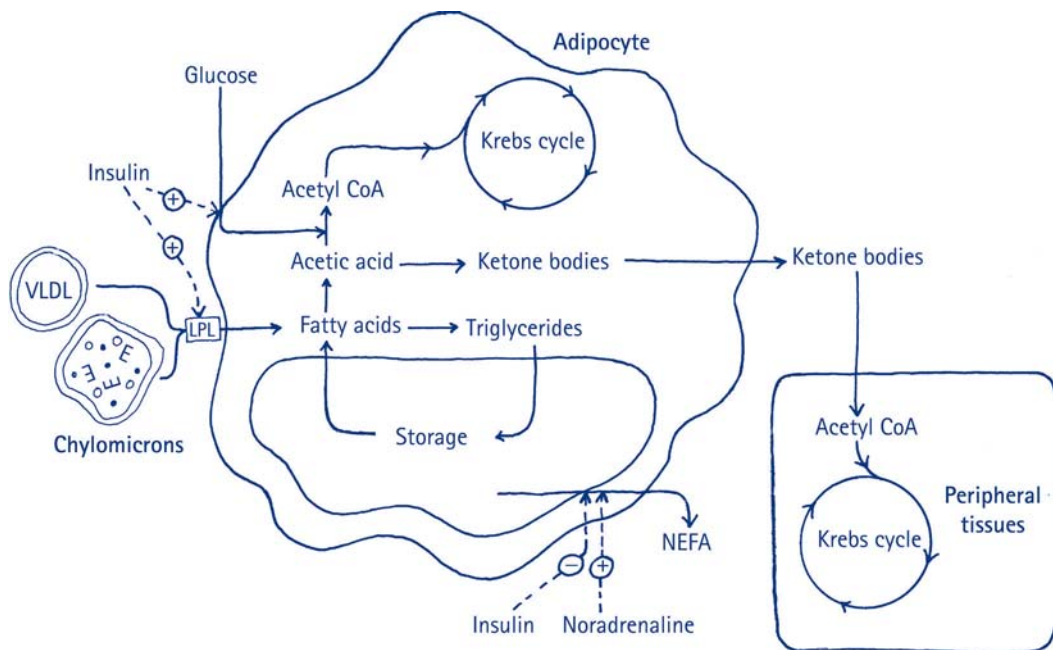 Adipocyte
Glucose
Krebs cycle
Insulin
+
Acetyl CoA
+
Acetic acid
Ketone bodies
Ketone bodies
VLDL
LPL
Fatty acids
Triglycerides
E
E
E
E
Chylomicrons
Storage
Acetyl CoA
Peripheral
tissues
Krebs cycle
NEFA
−
+
Insulin
Noradrenaline